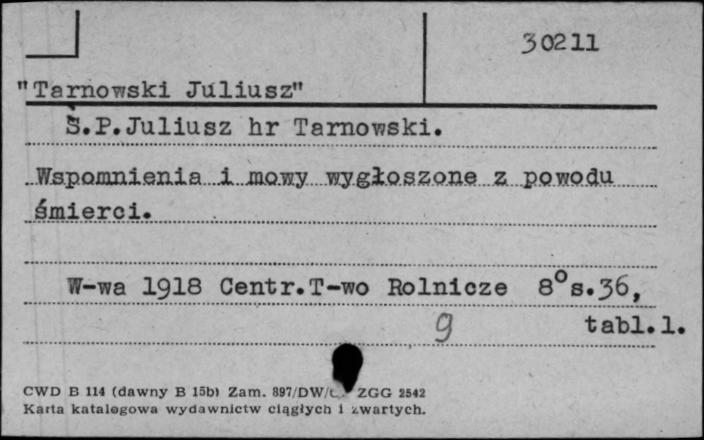 30211
"Tarnowski Juliusz"
Ś.P.Juliusz hr Tarnowski.
Wspomnienia i mowy wygłoszone z powodu
śmierci.
W-wa 1918 Centr.T-wo Rolnicze 8° s.36,
9 tabl.1.
CWD B 114 (dawny B 15b) Zam. 897/DW/ ZGG 2542
Karta katalogowa wydawnictw ciągłych i zwartych.